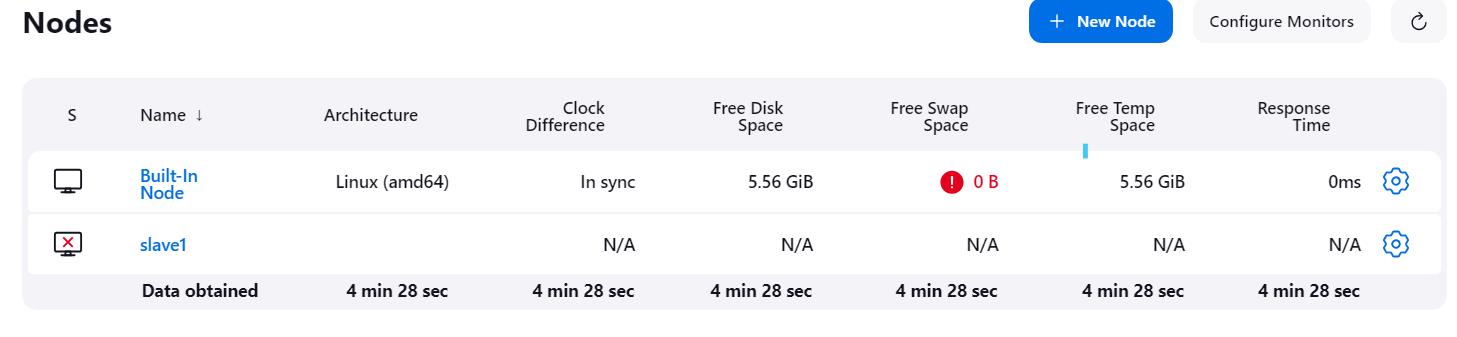 Nodes
+ New Node
Configure Monitors
S
Name ↓
Architecture
Clock
Difference
Free Disk
Space
Free Swap
Space
Free Temp
Space
Response
Time
Built-In
Node
Linux (amd64)
In sync
5.56 GiB
0 B
5.56 GiB
0ms
slave1
N/A
N/A
N/A
N/A
N/A
Data obtained
4 min 28 sec
4 min 28 sec
4 min 28 sec
4 min 28 sec
4 min 28 sec
4 min 28 sec